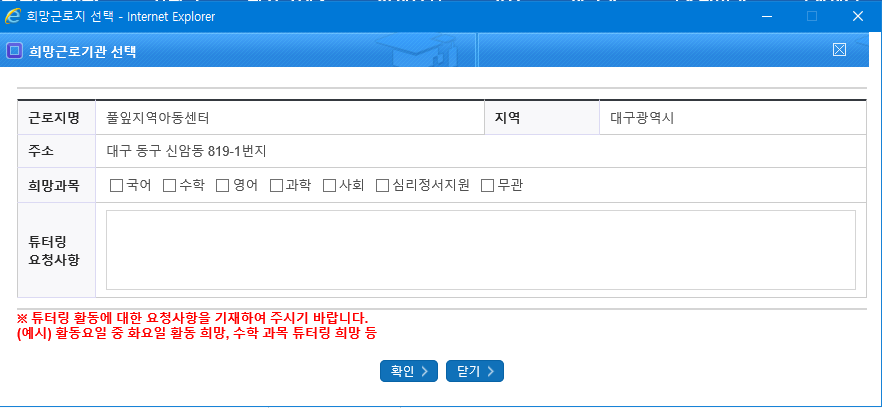 희망근로지 선택 - Internet Explorer
희망근로기관 선택
근로지명 풀잎지역아동센터 지역 대구광역시
주소 대구 동구 신암동 819-1번지
희망과목 국어 수학 영어 과학 사회 심리정서지원 무관
튜터링
요청사항
※ 튜터링 활동에 대한 요청사항을 기재하여 주시기 바랍니다.
(예시) 활동요일 중 화요일 활동 희망, 수학 과목 튜터링 희망 등
확인 닫기